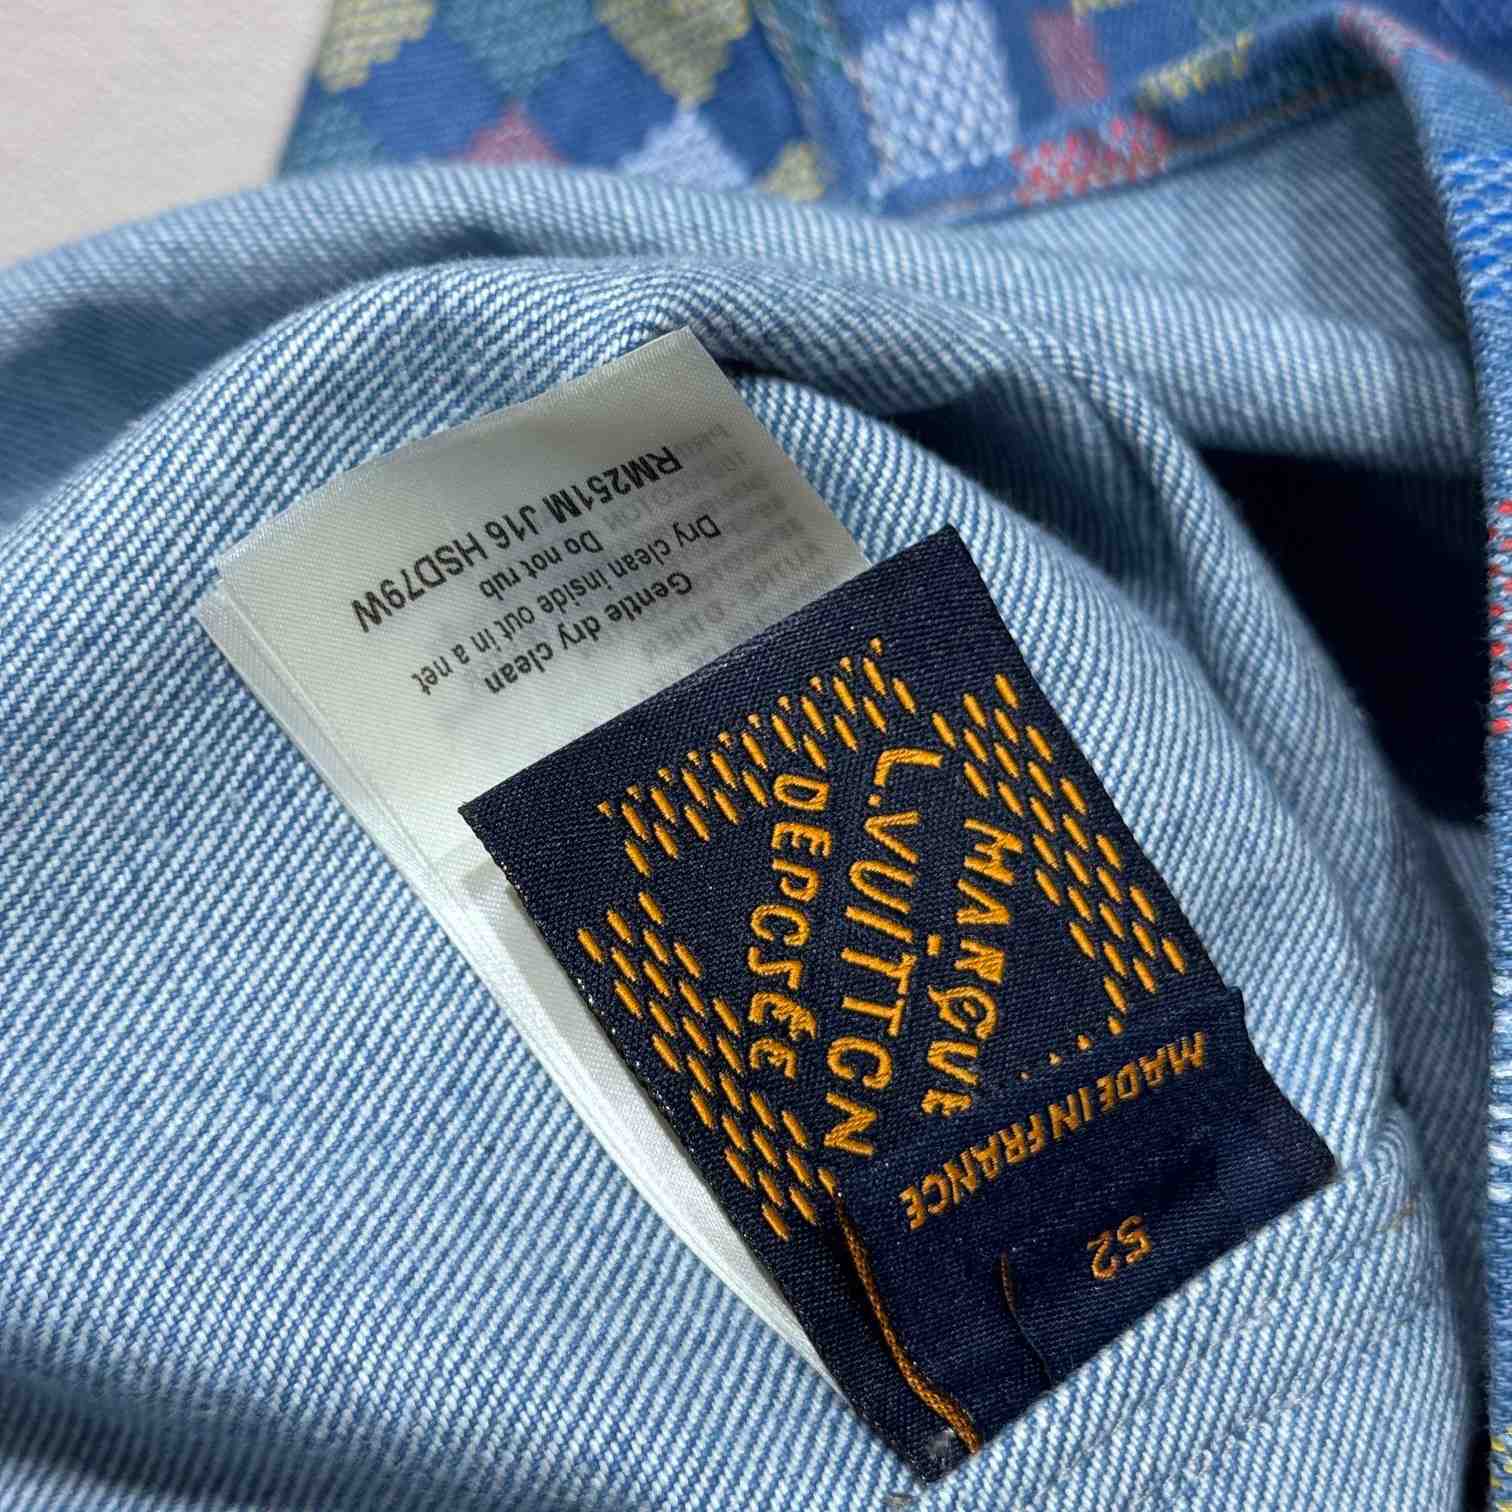 Gentle dry clean
Dry clean inside out in a net
Do not rub
RM251M J16 HSD79W
MARQUE
L.VUITTON
DEPOSÉE
MADE IN FRANCE
52